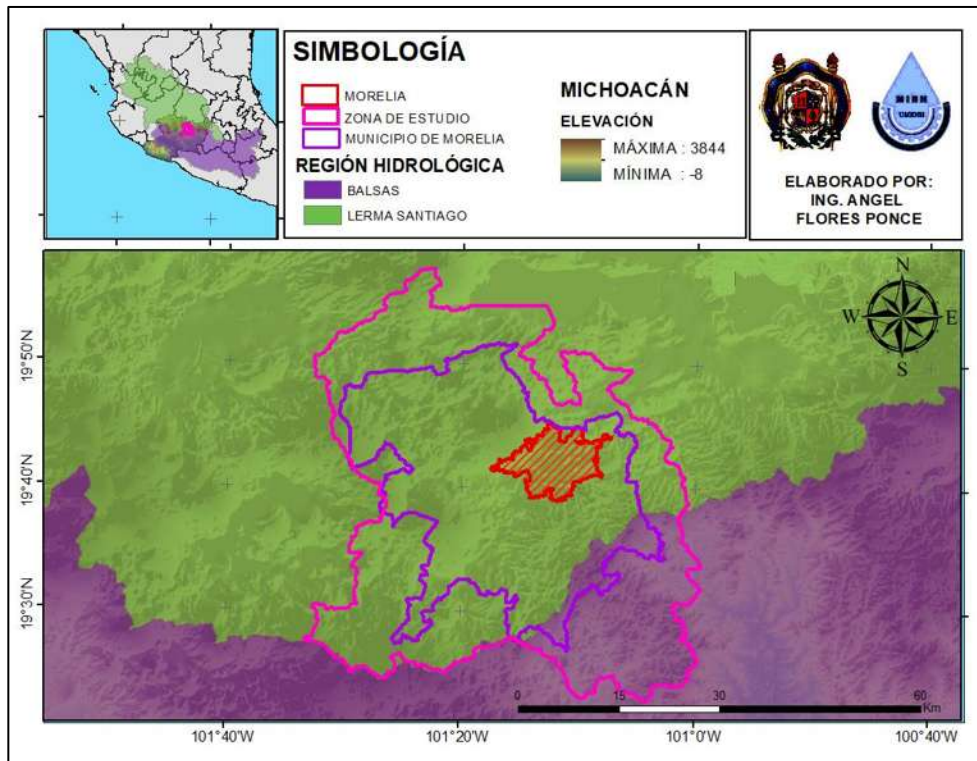 SIMBOLOGÍA
MORELIA
ZONA DE ESTUDIO
MUNICIPIO DE MORELIA
REGIÓN HIDROLÓGICA
BALSAS
LERMA SANTIAGO
MICHOACÁN
ELEVACIÓN
MÁXIMA : 3844
MÍNIMA : -8
ELABORADO POR:
ING. ANGEL
FLORES PONCE
N
W E
S
19°50'N
19°40'N
19°30'N
0 15 30 60
Km
101°40'W 101°20'W 101°0'W 100°40'W